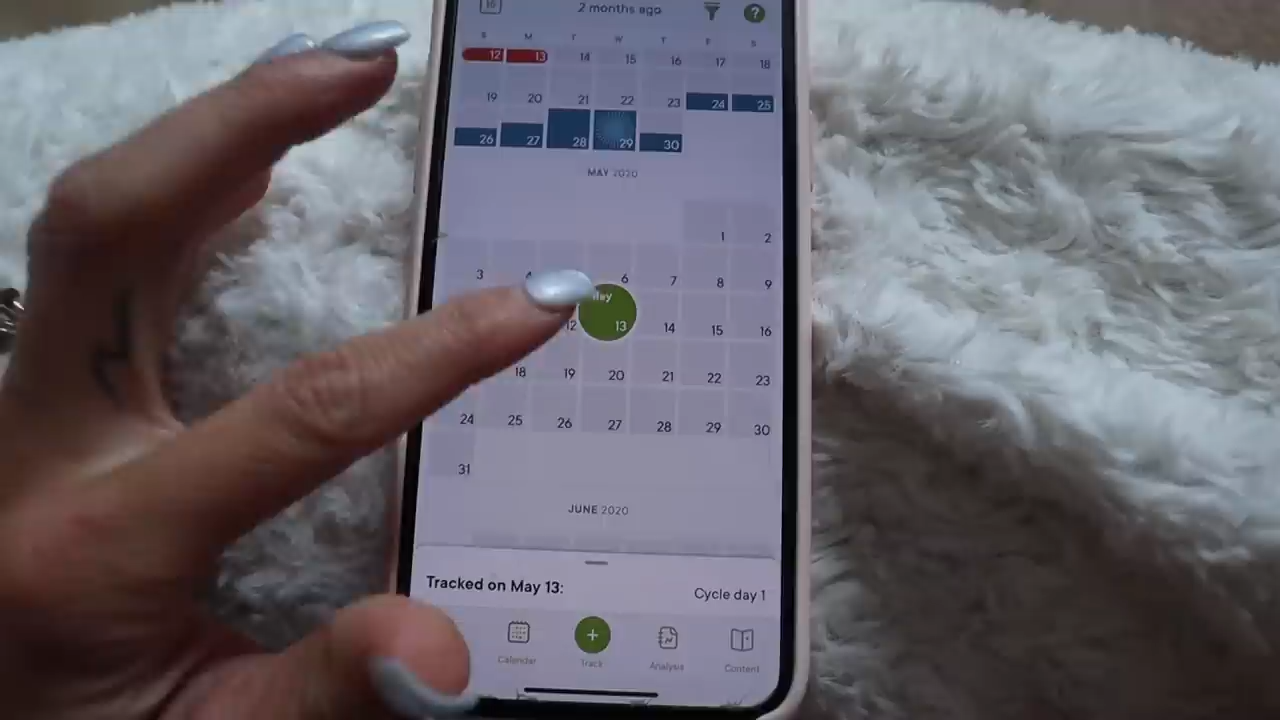 2 months ago ?
S M T W T F S
12 13 14 15 16 17 18
19 20 21 22 23 24 25
26 27 28 29 30
MAY 2020
1 2
3 4 6 7 8 9
12 May 13 14 15 16
18 19 20 21 22 23
24 25 26 27 28 29 30
31
JUNE 2020
Tracked on May 13: Cycle day 1
+
Calendar Track Analysis Content